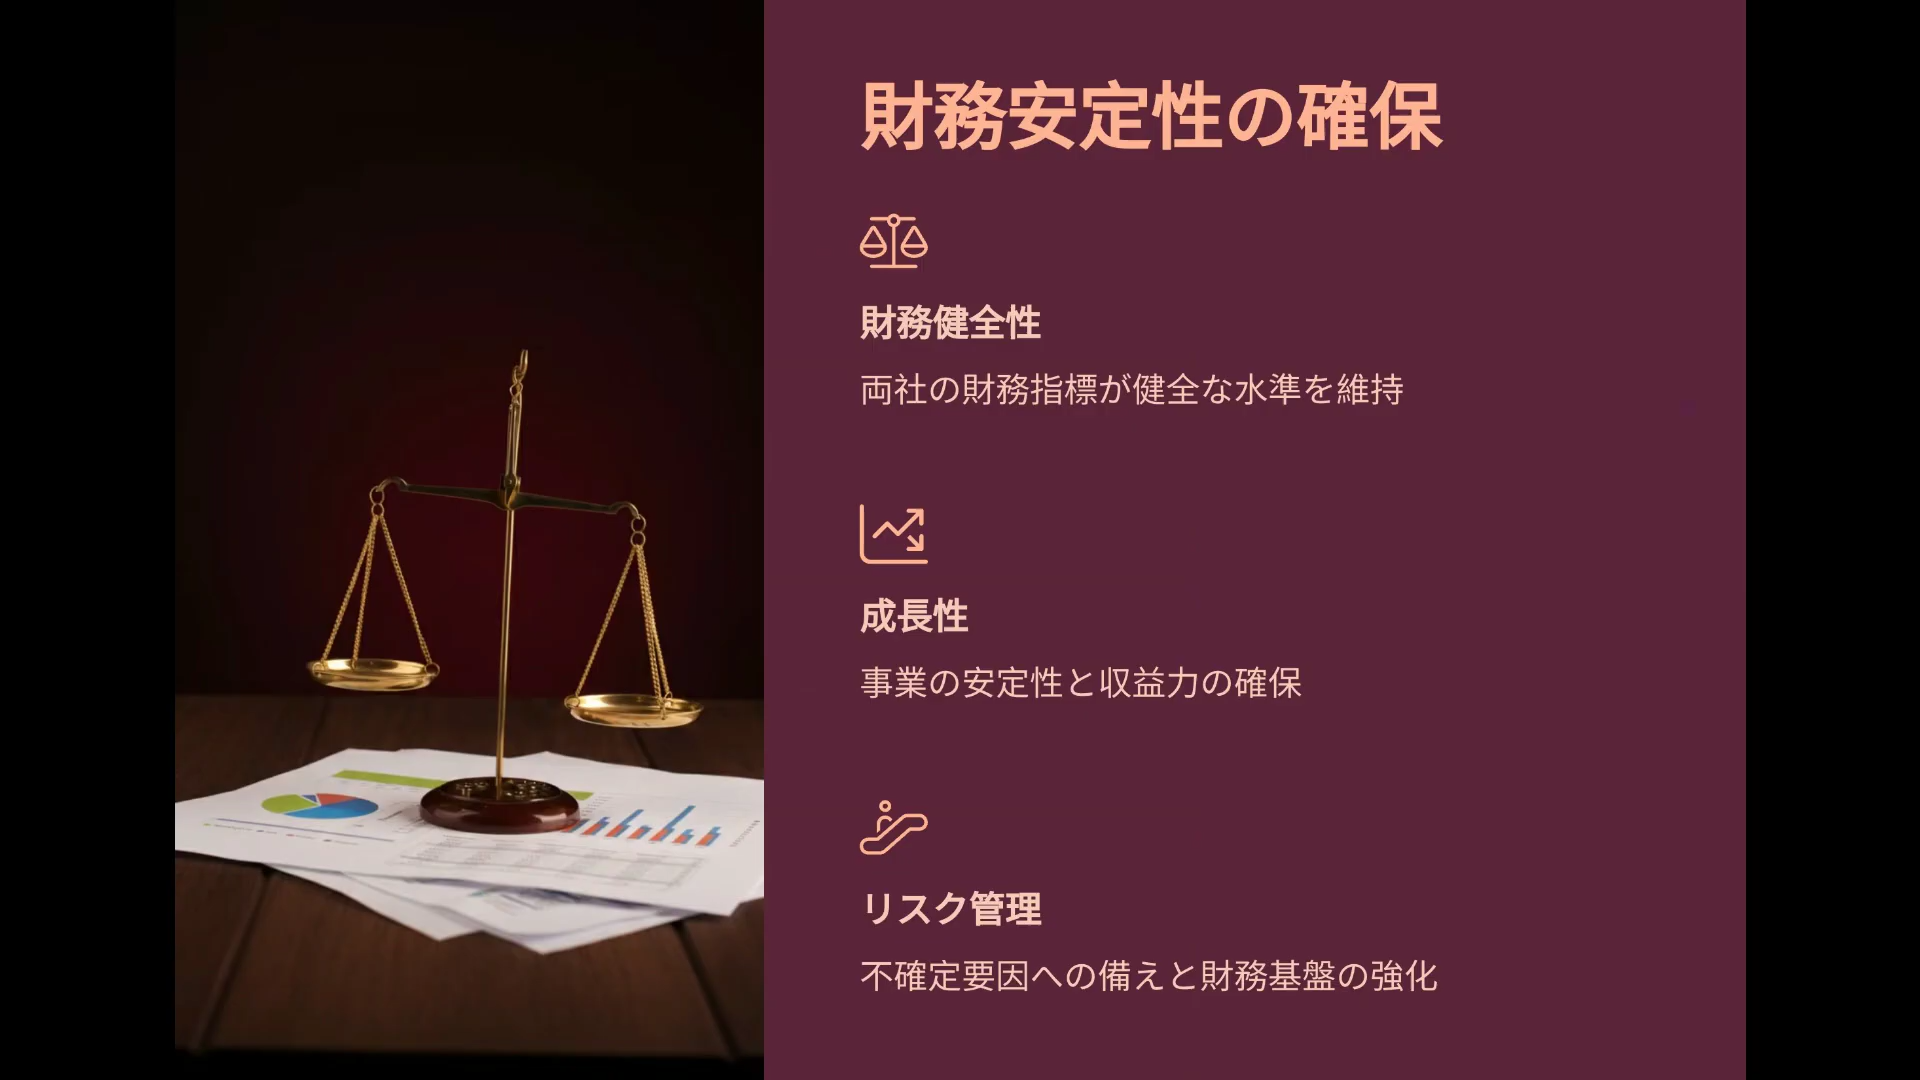 財務安定性の確保
財務健全性
両社の財務指標が健全な水準を維持
成長性
事業の安定性と収益力の確保
リスク管理
不確定要因への備えと財務基盤の強化